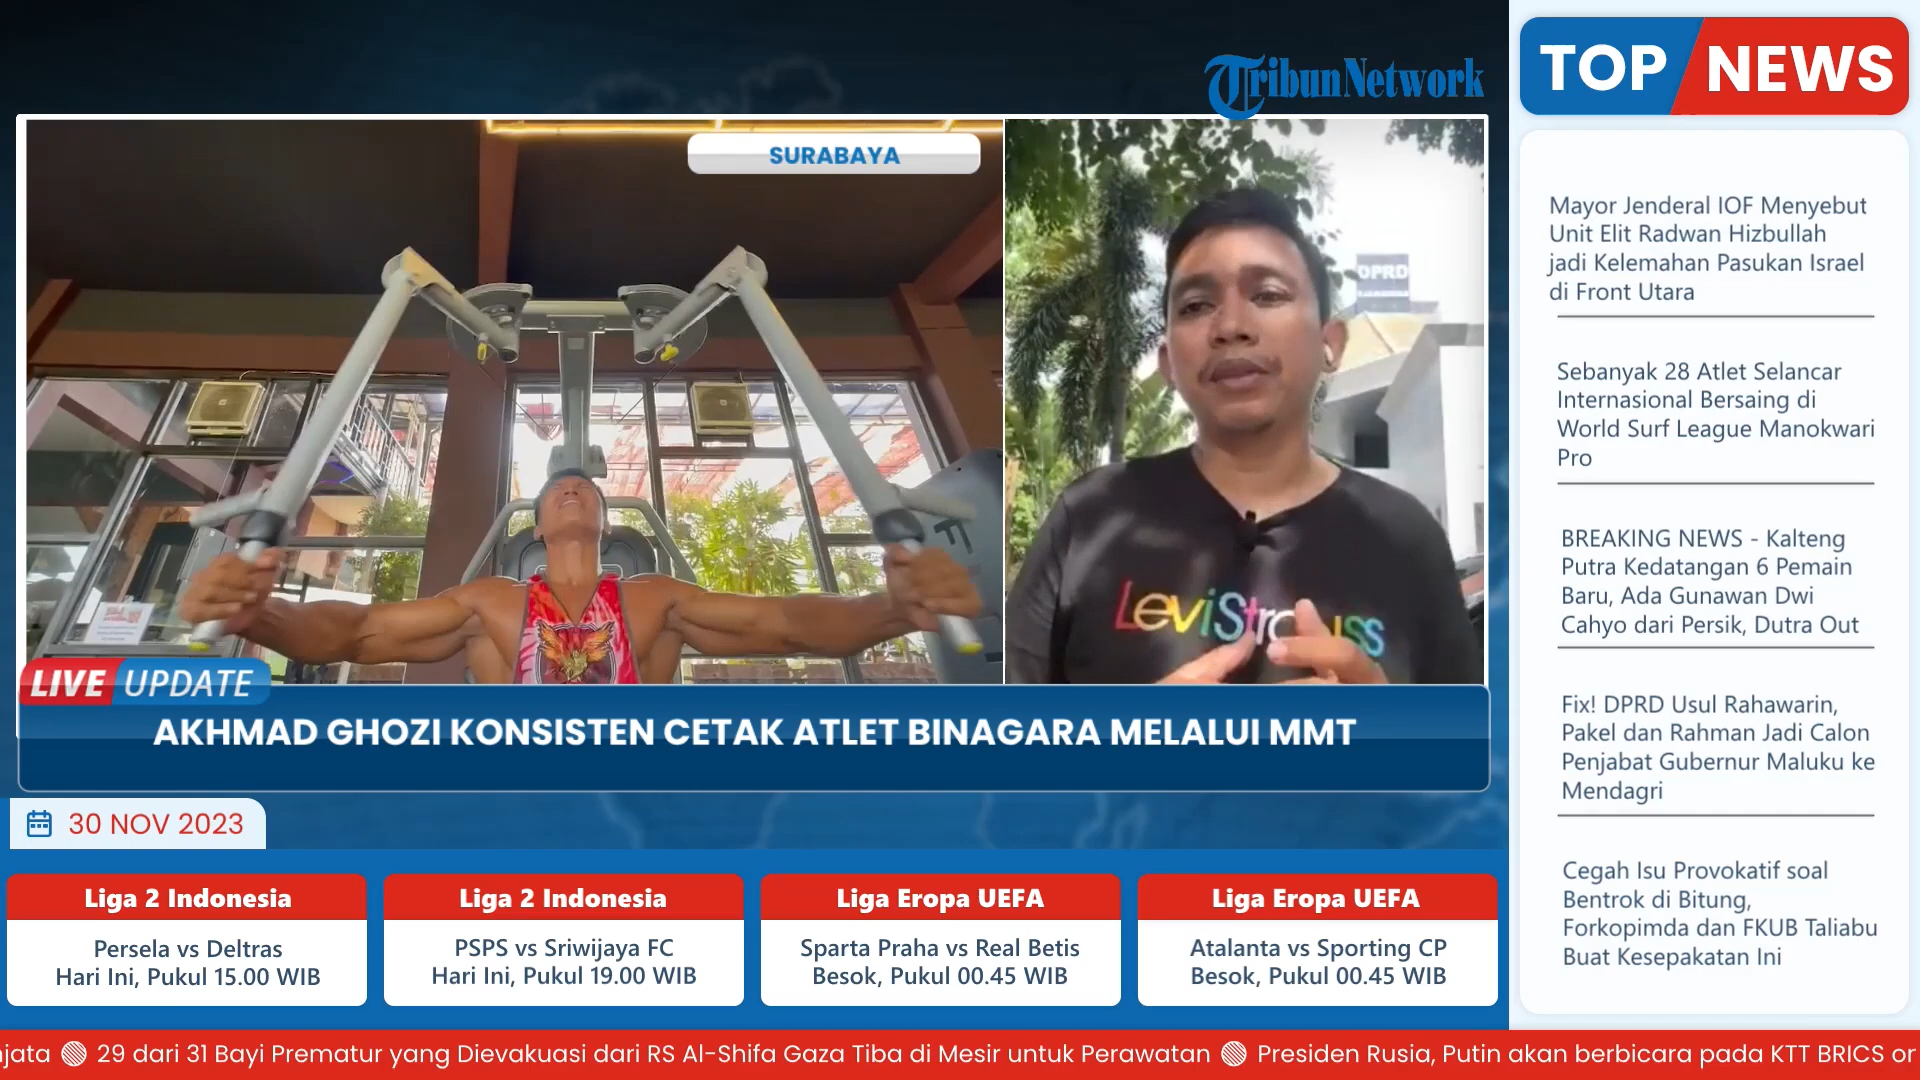 TribunNetwork
SURABAYA
DPRD
LeviStrauss
LIVE UPDATE
AKHMAD GHOZI KONSISTEN CETAK ATLET BINAGARA MELALUI MMT
30 NOV 2023
Liga 2 Indonesia
Persela vs Deltras
Hari Ini, Pukul 15.00 WIB
Liga 2 Indonesia
PSPS vs Sriwijaya FC
Hari Ini, Pukul 19.00 WIB
Liga Eropa UEFA
Sparta Praha vs Real Betis
Besok, Pukul 00.45 WIB
Liga Eropa UEFA
Atalanta vs Sporting CP
Besok, Pukul 00.45 WIB
TOP NEWS
Mayor Jenderal IOF Menyebut
Unit Elit Radwan Hizbullah
jadi Kelemahan Pasukan Israel
di Front Utara
Sebanyak 28 Atlet Selancar
Internasional Bersaing di
World Surf League Manokwari
Pro
BREAKING NEWS - Kalteng
Putra Kedatangan 6 Pemain
Baru, Ada Gunawan Dwi
Cahyo dari Persik, Dutra Out
Fix! DPRD Usul Rahawarin,
Pakel dan Rahman Jadi Calon
Penjabat Gubernur Maluku ke
Mendagri
Cegah Isu Provokatif soal
Bentrok di Bitung,
Forkopimda dan FKUB Taliabu
Buat Kesepakatan Ini
njata 29 dari 31 Bayi Prematur yang Dievakuasi dari RS Al-Shifa Gaza Tiba di Mesir untuk Perawatan Presiden Rusia, Putin akan berbicara pada KTT BRICS or